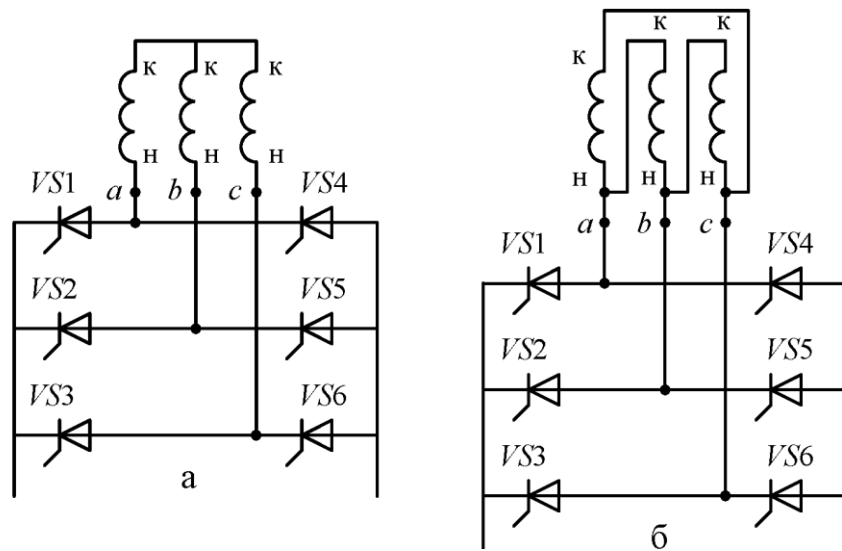 к к к
н н н
a b c
VS1 VS4
VS2 VS5
VS3 VS6
а
к к
к
н н н
a b c
VS1 VS4
VS2 VS5
VS3 VS6
б